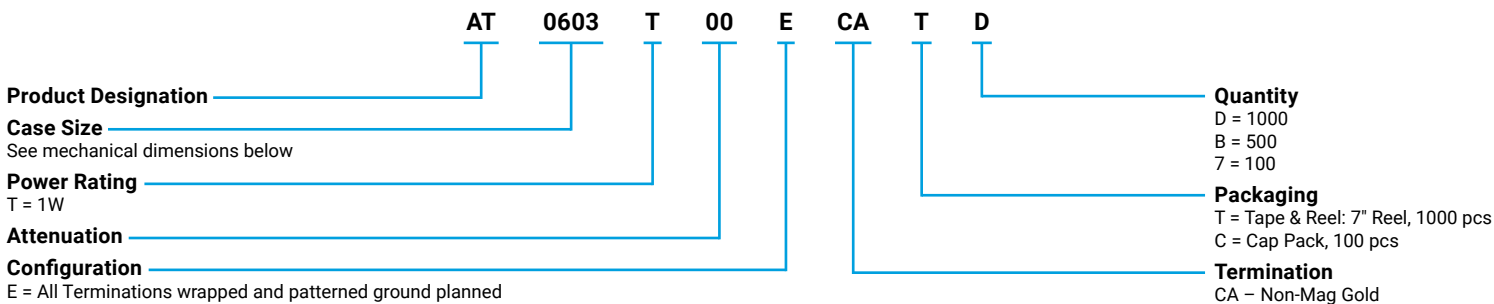 AT 0603 T 00 E CA T D
Product Designation
Case Size
See mechanical dimensions below
Power Rating
T = 1W
Attenuation
Configuration
E = All Terminations wrapped and patterned ground planned
Quantity
D = 1000
B = 500
7 = 100
Packaging
T = Tape & Reel: 7" Reel, 1000 pcs
C = Cap Pack, 100 pcs
Termination
CA – Non-Mag Gold